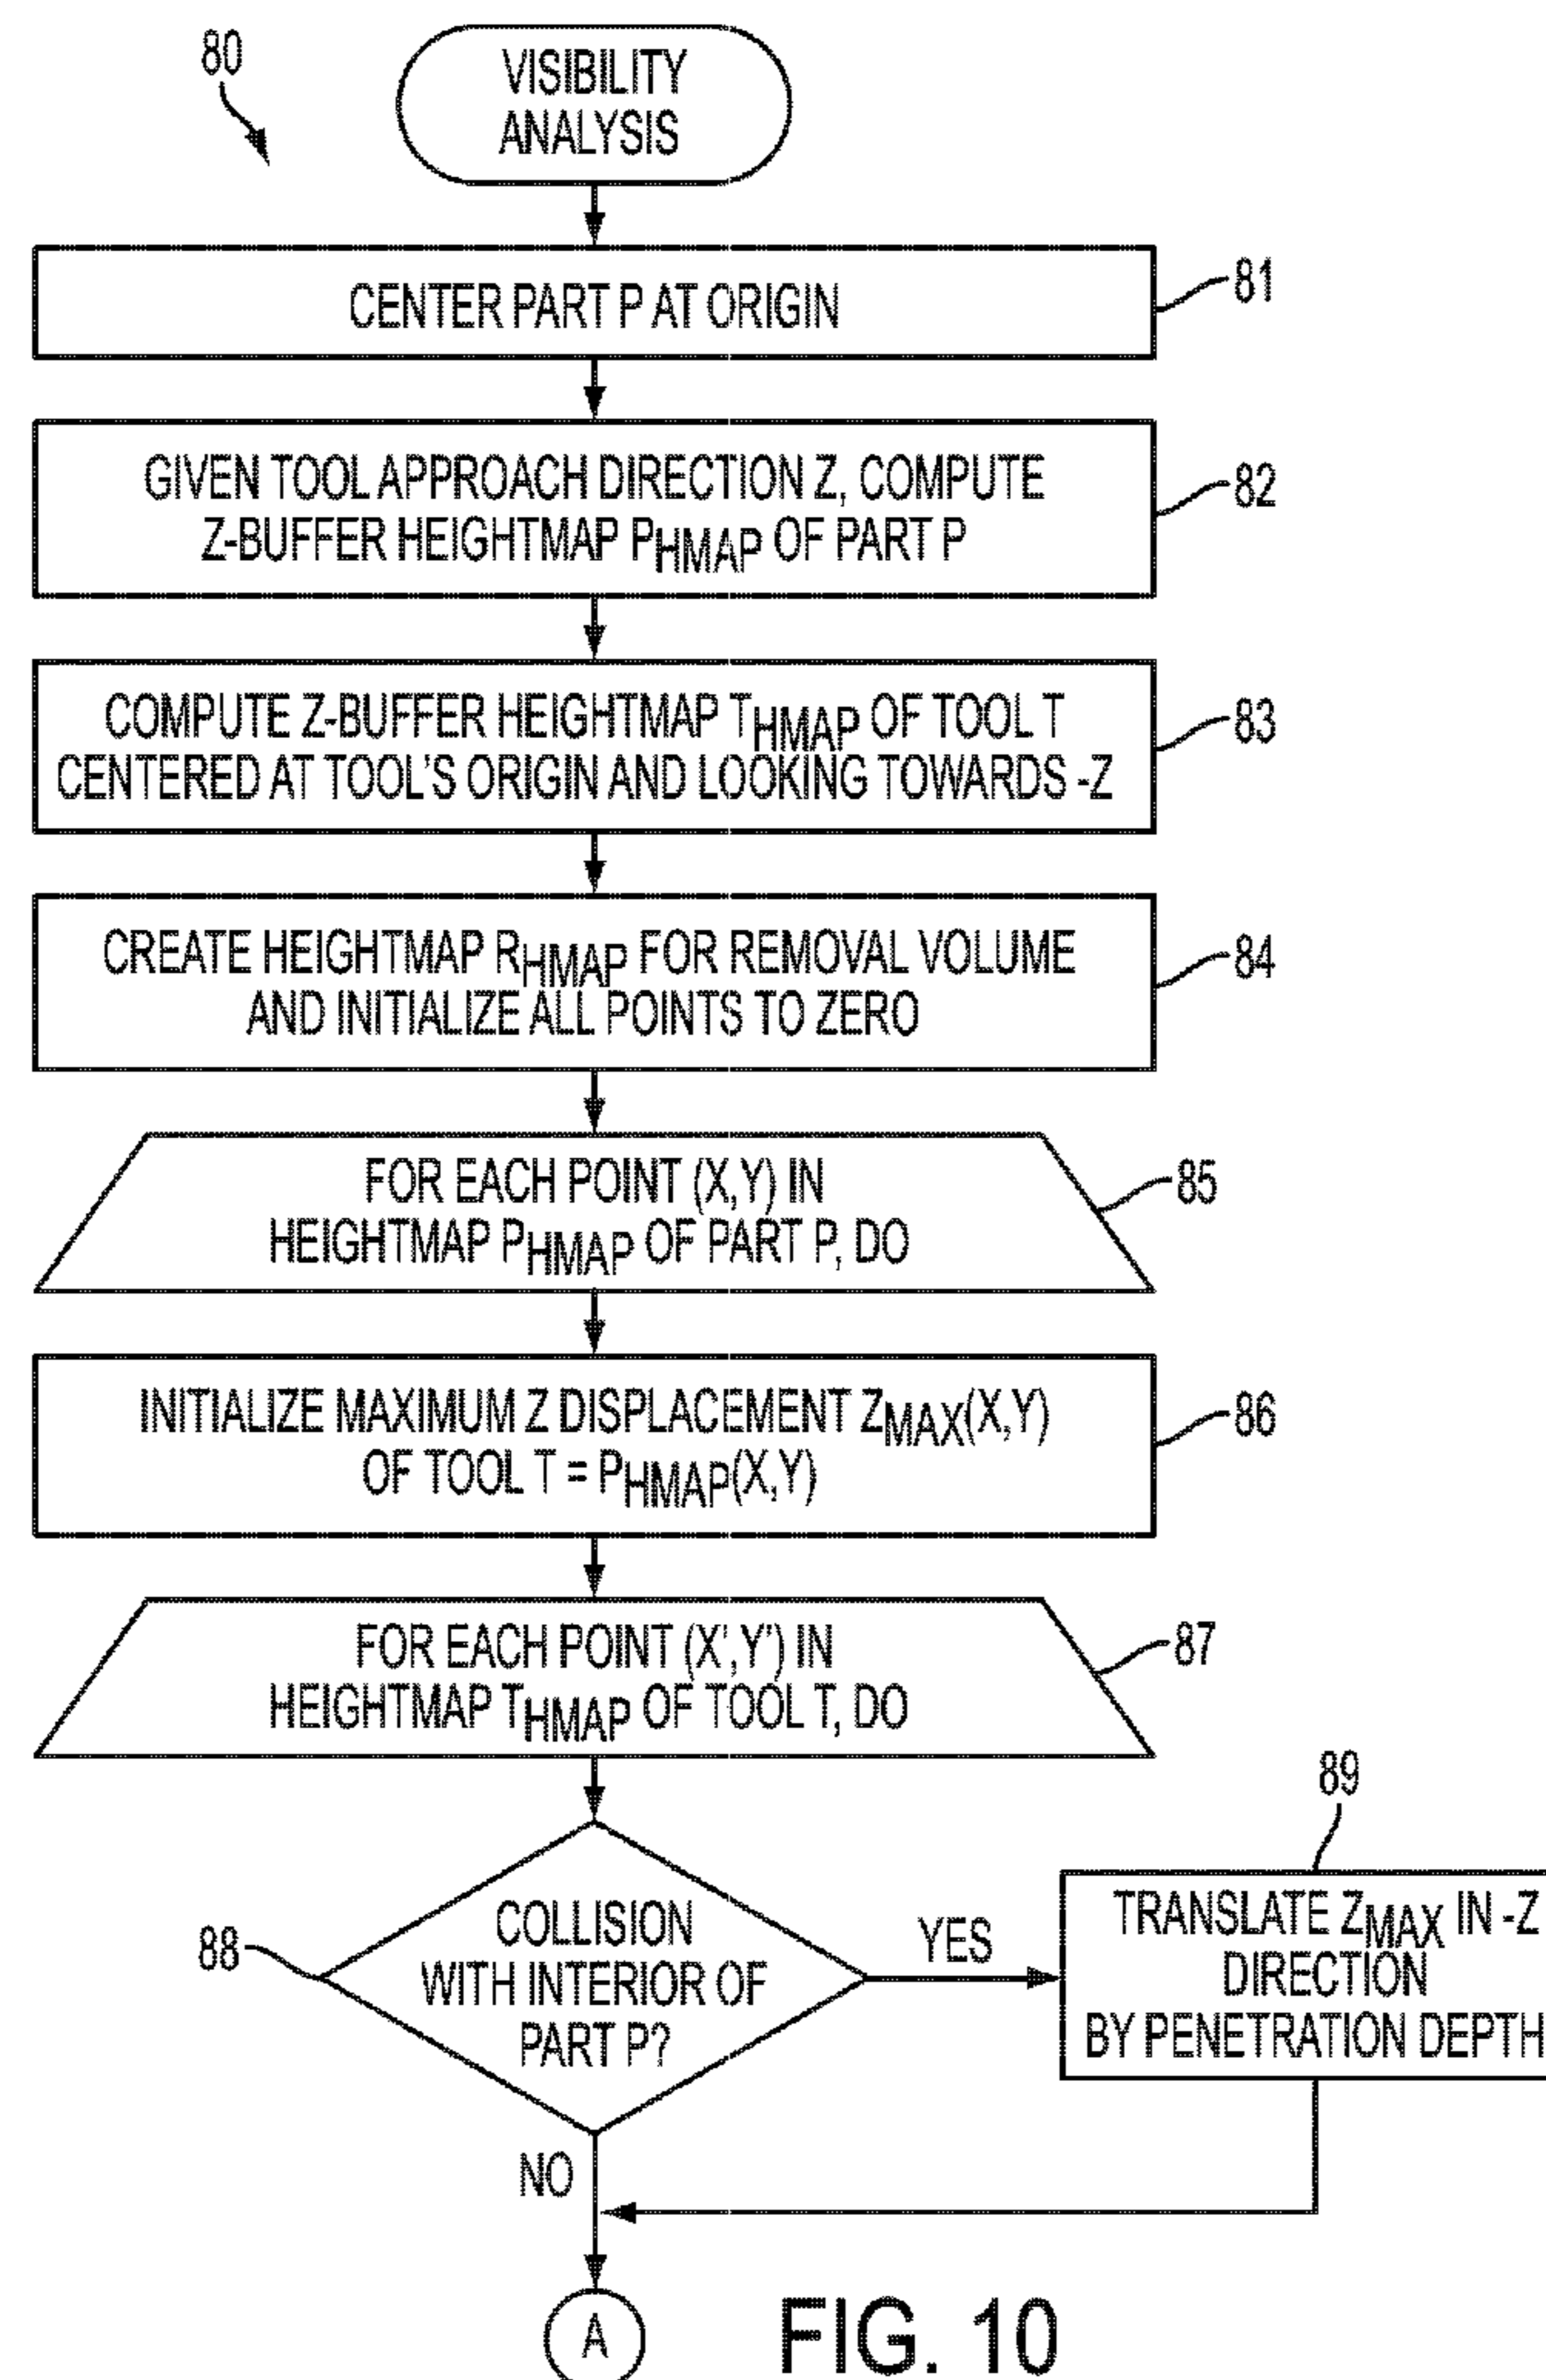 80
VISIBILITY
ANALYSIS
CENTER PART P AT ORIGIN
81
GIVEN TOOL APPROACH DIRECTION Z, COMPUTE
Z-BUFFER HEIGHTMAP PHMAP OF PART P
82
COMPUTE Z-BUFFER HEIGHTMAP THMAP OF TOOL T
CENTERED AT TOOL'S ORIGIN AND LOOKING TOWARDS -Z
83
CREATE HEIGHTMAP RHMAP FOR REMOVAL VOLUME
AND INITIALIZE ALL POINTS TO ZERO
84
FOR EACH POINT (X,Y) IN
HEIGHTMAP PHMAP OF PART P, DO
85
INITIALIZE MAXIMUM Z DISPLACEMENT ZMAX(X,Y)
OF TOOL T = PHMAP(X,Y)
86
FOR EACH POINT (X',Y') IN
HEIGHTMAP THMAP OF TOOL T, DO
87
88
COLLISION
WITH INTERIOR OF
PART P?
YES
89
TRANSLATE ZMAX IN -Z
DIRECTION
BY PENETRATION DEPTH
NO
A
FIG. 10